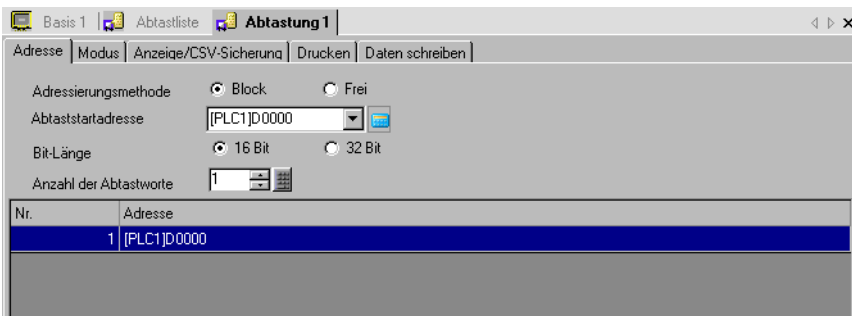 Basis 1 Abtastliste Abtastung 1
Adresse Modus Anzeige/CSV-Sicherung Drucken Daten schreiben
Adressierungsmethode Block Frei
Abtaststartadresse [PLC1]D0000
Bit-Länge 16 Bit 32 Bit
Anzahl der Abtastworte 1
Nr. Adresse
1 [PLC1]D0000